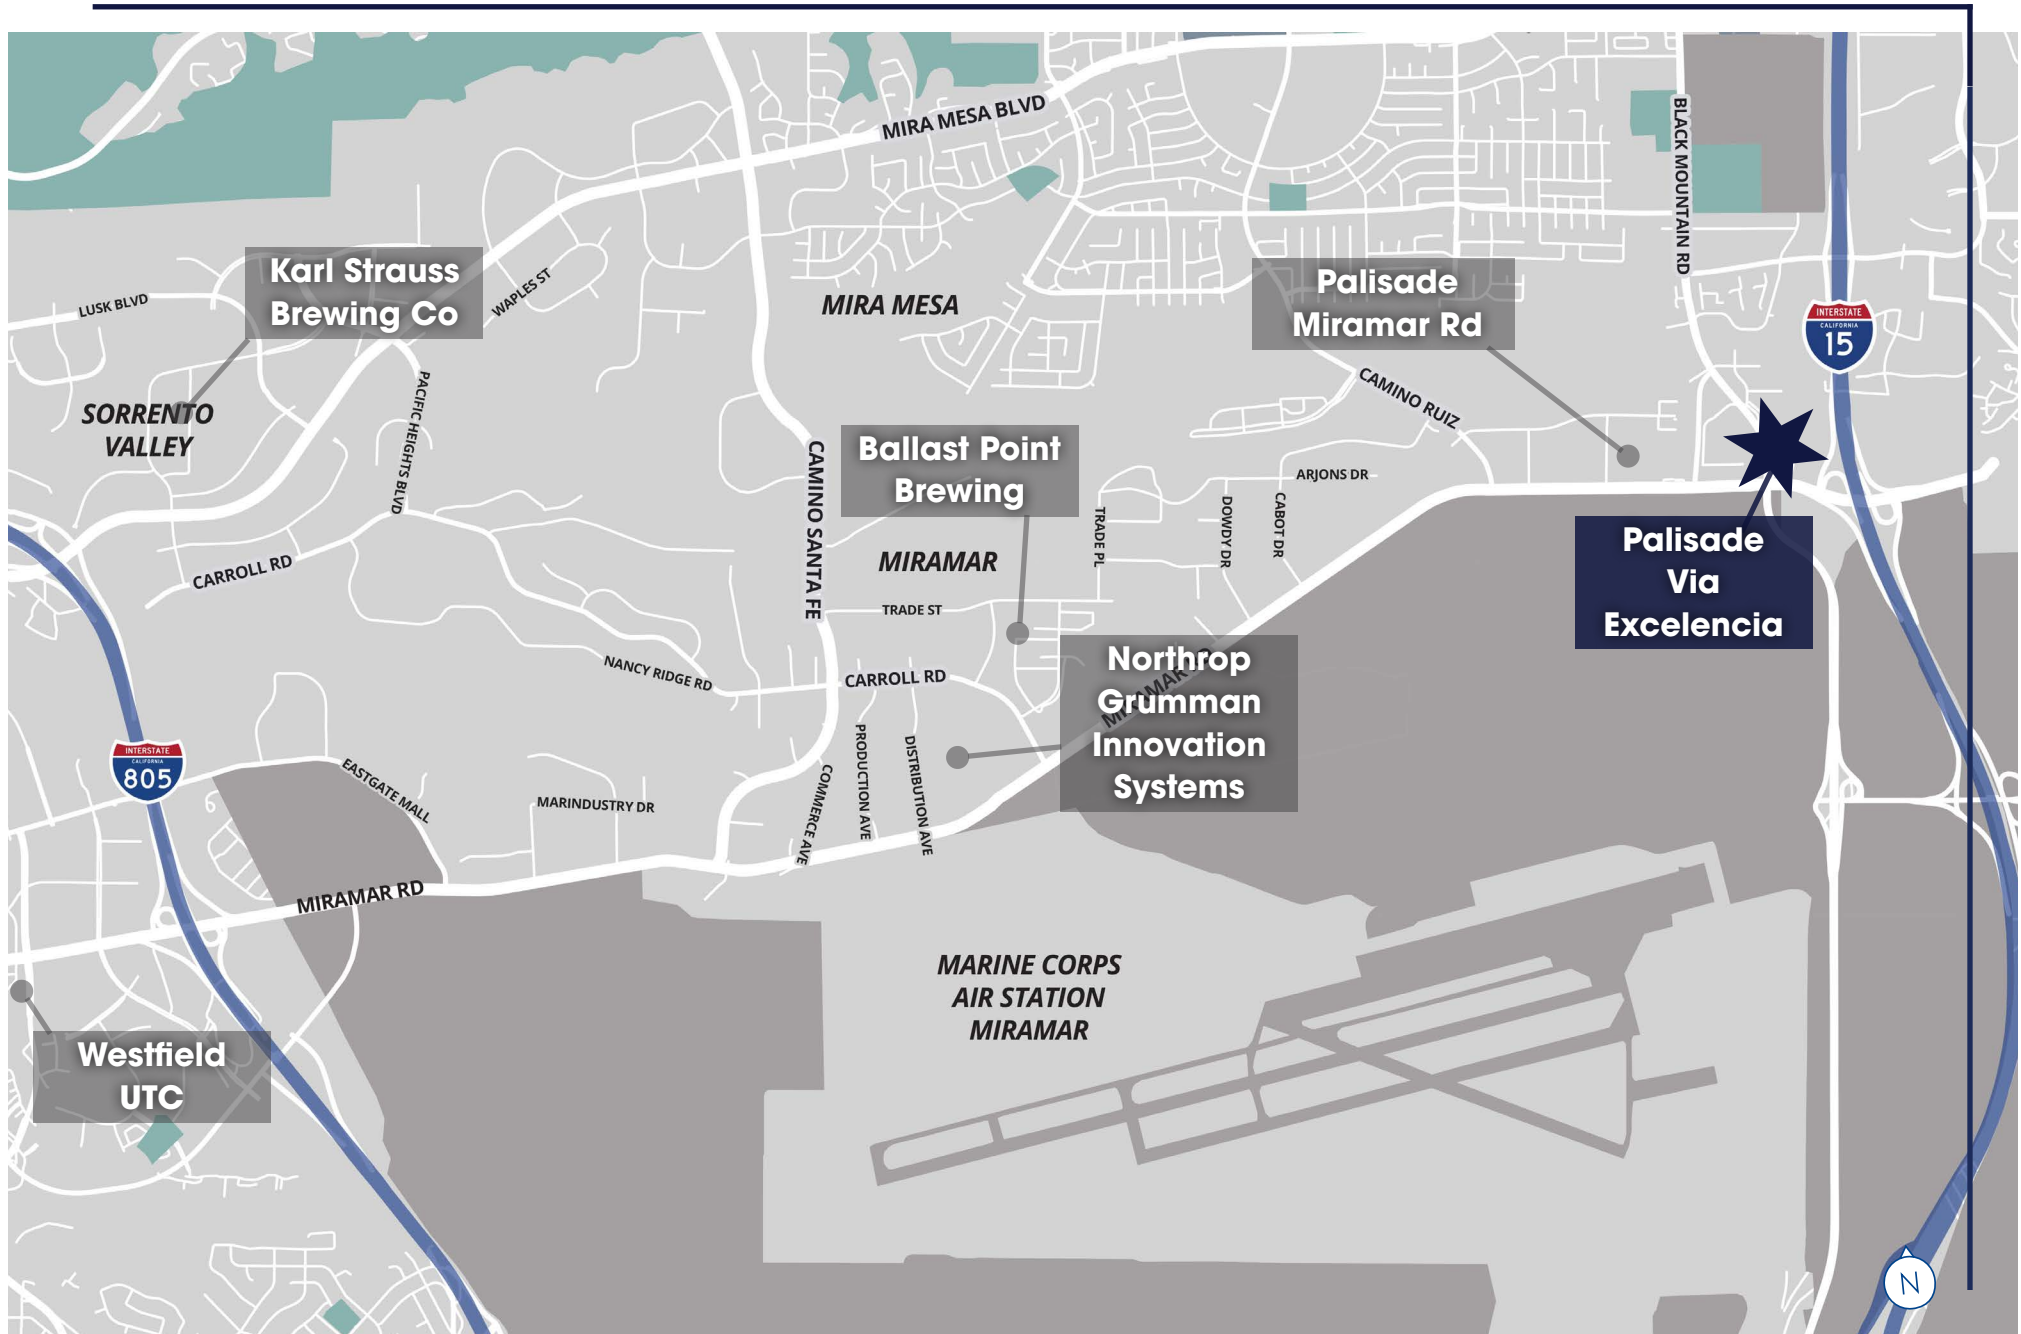 MIRA MESA BLVD
BLACK MOUNTAIN RD
Karl Strauss
Brewing Co
LUSK BLVD
WAPLES ST
MIRA MESA
Palisade
Miramar Rd
INTERSTATE
CALIFORNIA
15
SORRENTO
VALLEY
PACIFIC HEIGHTS BLVD
CAMINO RUIZ
CAMINO SANTA FE
Ballast Point
Brewing
ARJONS DR
TRADE PL
DOWDY DR
CABOT DR
Palisade
Via
Excelencia
CARROLL RD
MIRAMAR
TRADE ST
NANCY RIDGE RD
CARROLL RD
MIRAMAR RD
Northrop
Grumman
Innovation
Systems
PRODUCTION AVE
DISTRIBUTION AVE
COMMERCE AVE
INTERSTATE
CALIFORNIA
805
EASTGATE MALL
MARINDUSTRY DR
MIRAMAR RD
MARINE CORPS
AIR STATION
MIRAMAR
Westfield
UTC
N